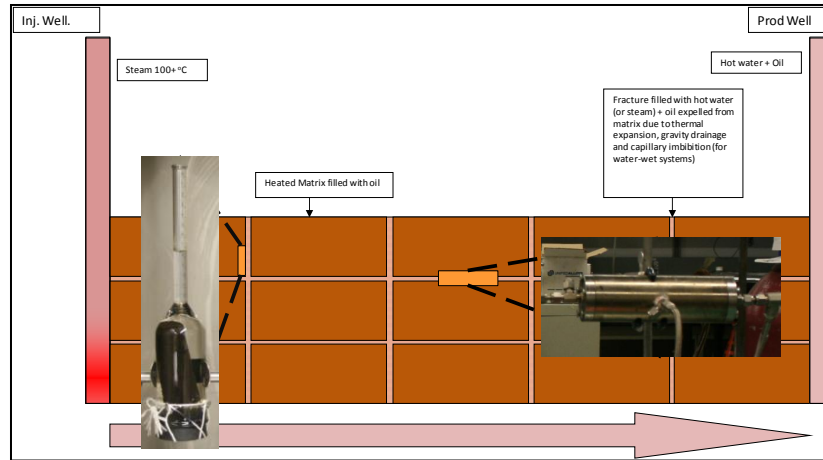 Inj. Well.
Prod Well
Steam 100+ °C
Hot water + Oil
Fracture filled with hot water
(or steam) + oil expelled from
matrix due to thermal
expansion, gravity drainage
and capillary imbibition (for
water-wet systems)
Heated Matrix filled with oil